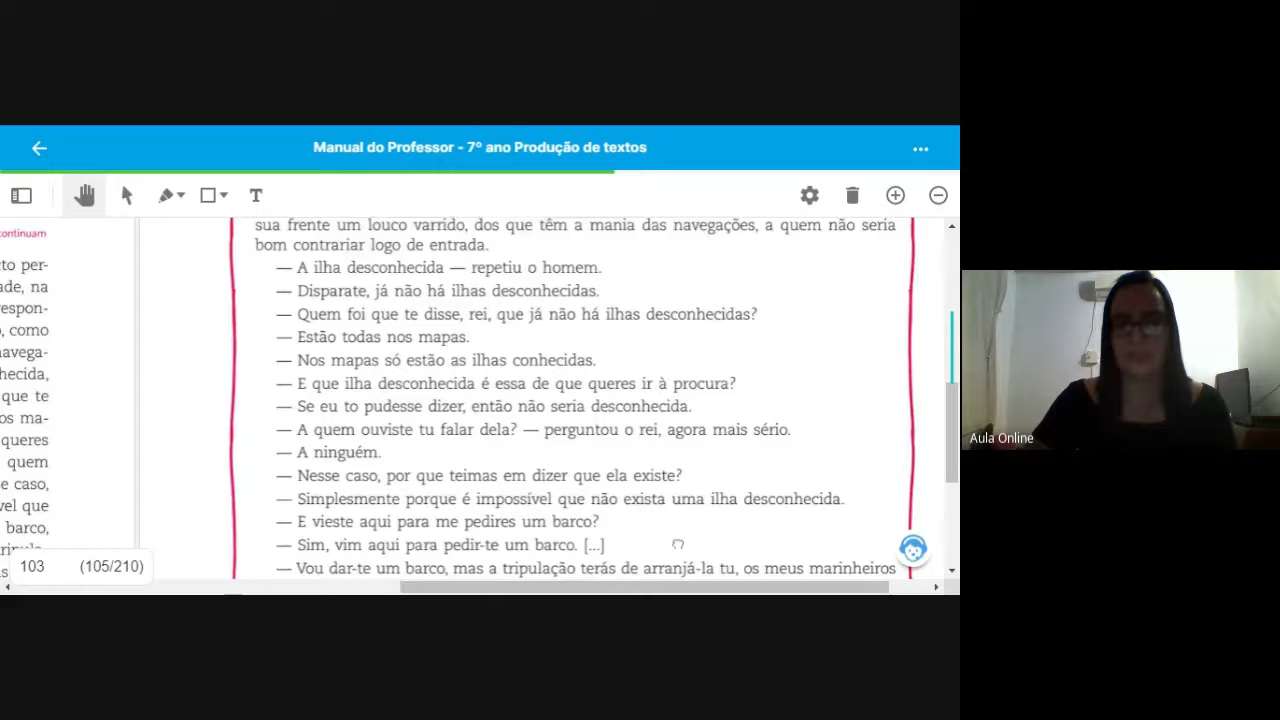 Manual do Professor - 7º ano Produção de textos
...
T
continuam
to per-
ade, na
respon-
o, como
navega-
hecida,
que te
os ma-
queres
quem
e caso,
vel que
barco,
sua frente um louco varrido, dos que têm a mania das navegações, a quem não seria
bom contrariar logo de entrada.
— A ilha desconhecida — repetiu o homem.
— Disparate, já não há ilhas desconhecidas.
— Quem foi que te disse, rei, que já não há ilhas desconhecidas?
— Estão todas nos mapas.
— Nos mapas só estão as ilhas conhecidas.
— E que ilha desconhecida é essa de que queres ir à procura?
— Se eu to pudesse dizer, então não seria desconhecida.
— A quem ouviste tu falar dela? — perguntou o rei, agora mais sério.
— A ninguém.
— Nesse caso, por que teimas em dizer que ela existe?
— Simplesmente porque é impossível que não exista uma ilha desconhecida.
— E vieste aqui para me pedires um barco?
— Sim, vim aqui para pedir-te um barco. [...]
— Vou dar-te um barco, mas a tripulação terás de arranjá-la tu, os meus marinheiros
103 (105/210)
Aula Online